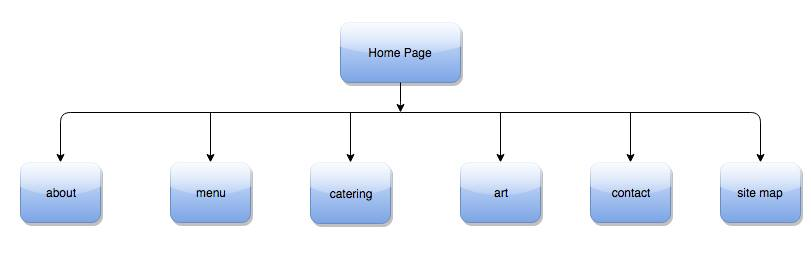 Home Page
about
menu
catering
art
contact
site map